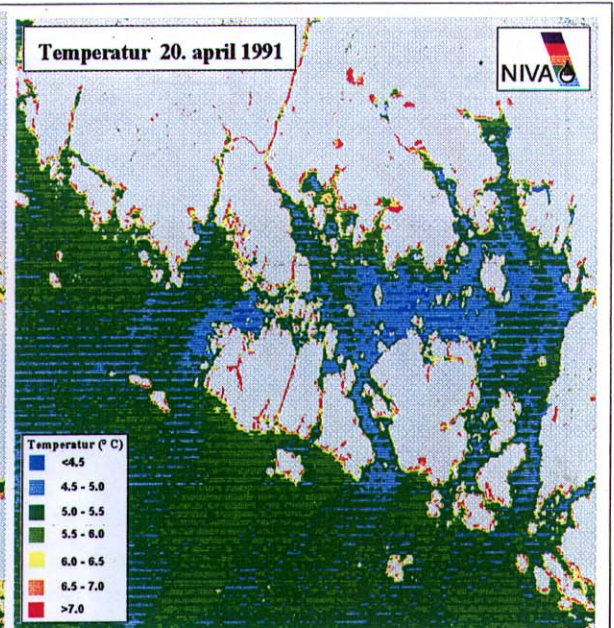 Temperatur 20. april 1991
NIVA
Temperatur (° C)
<4.5
4.5 - 5.0
5.0 - 5.5
5.5 - 6.0
6.0 - 6.5
6.5 - 7.0
>7.0